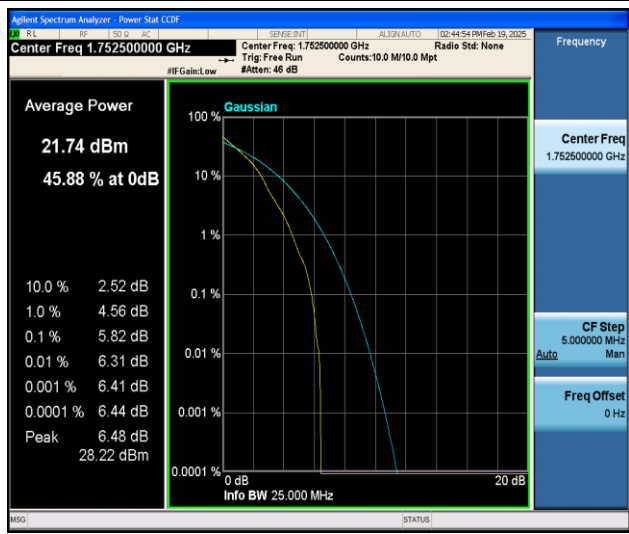 Agilent Spectrum Analyzer - Power Stat CCDF
RL RF 50 Ω AC SENSE:INT ALIGN AUTO 02:44:54 PM Feb 19, 2025
Center Freq 1.752500000 GHz
Center Freq: 1.752500000 GHz Radio Std: None
Trig: Free Run Counts:10.0 M/10.0 Mpt
#IFGain:Low #Atten: 46 dB
Frequency
Average Power
21.74 dBm
45.88 % at 0dB
10.0 % 2.52 dB
1.0 % 4.56 dB
0.1 % 5.82 dB
0.01 % 6.31 dB
0.001 % 6.41 dB
0.0001 % 6.44 dB
Peak 6.48 dB
28.22 dBm
Gaussian
100 %
10 %
1 %
0.1 %
0.01 %
0.001 %
0.0001 %
0 dB 20 dB
Info BW 25.000 MHz
Center Freq
1.752500000 GHz
CF Step
5.000000 MHz
Auto Man
Freq Offset
0 Hz
MSG STATUS